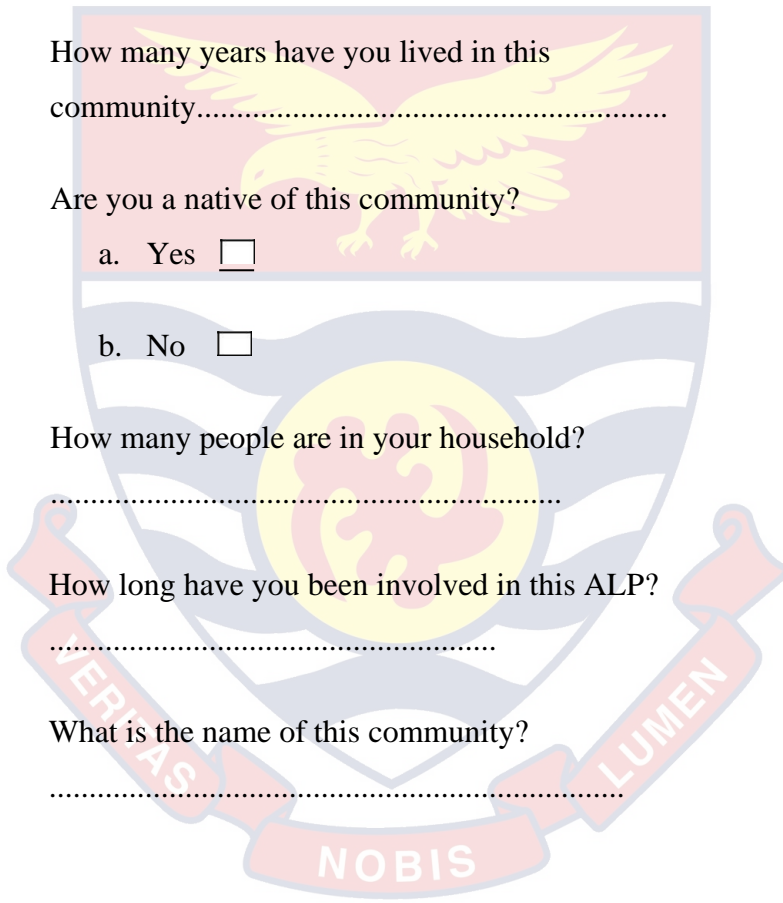 How many years have you lived in this
community...........................................................
Are you a native of this community?
a. Yes ☐
b. No ☐
How many people are in your household?
................................................................
How long have you been involved in this ALP?
........................................................
What is the name of this community?
........................................................................
VERITAS
NOBIS
LUMEN